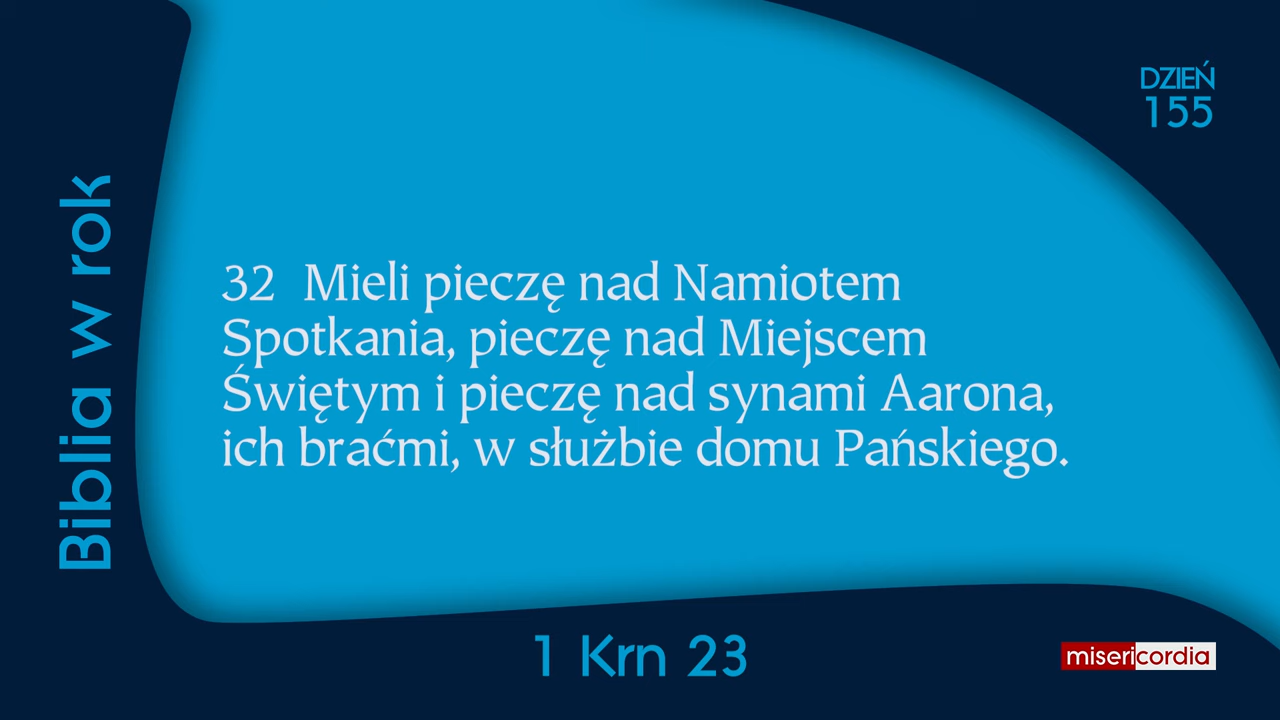 DZIEŃ
155
Biblia w rok
32 Mieli pieczę nad Namiotem
Spotkania, pieczę nad Miejscem
Świętym i pieczę nad synami Aarona,
ich braćmi, w służbie domu Pańskiego.
1 Krn 23
misericordia